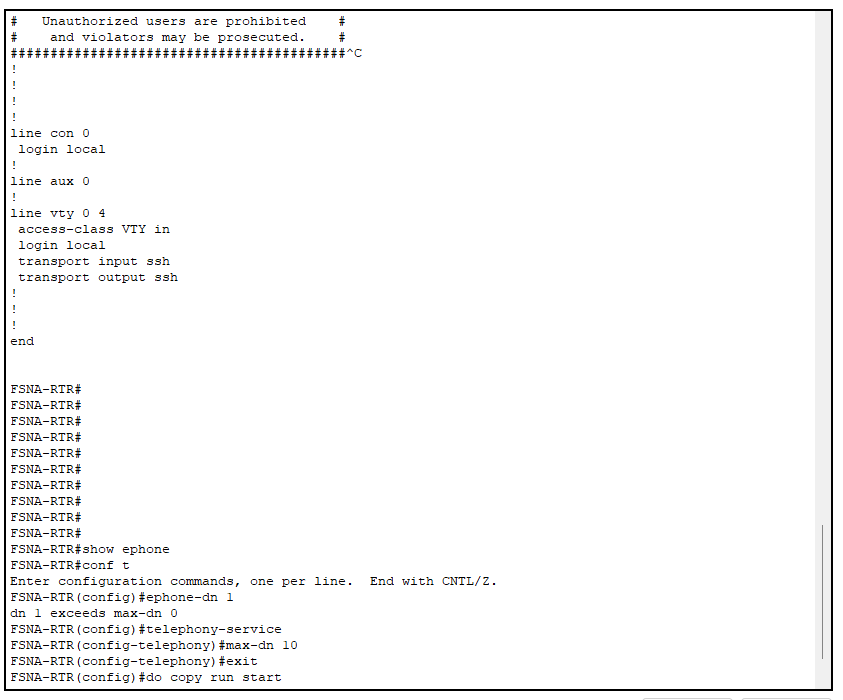 #   Unauthorized users are prohibited    #
#    and violators may be prosecuted.    #
##########################################^C
!
!
!
!
line con 0
 login local
!
line aux 0
!
line vty 0 4
 access-class VTY in
 login local
 transport input ssh
 transport output ssh
!
!
!
end
FSNA-RTR#
FSNA-RTR#
FSNA-RTR#
FSNA-RTR#
FSNA-RTR#
FSNA-RTR#
FSNA-RTR#
FSNA-RTR#
FSNA-RTR#
FSNA-RTR#
FSNA-RTR#show ephone
FSNA-RTR#conf t
Enter configuration commands, one per line.  End with CNTL/Z.
FSNA-RTR(config)#ephone-dn 1
dn 1 exceeds max-dn 0
FSNA-RTR(config)#telephony-service
FSNA-RTR(config-telephony)#max-dn 10
FSNA-RTR(config-telephony)#exit
FSNA-RTR(config)#do copy run start